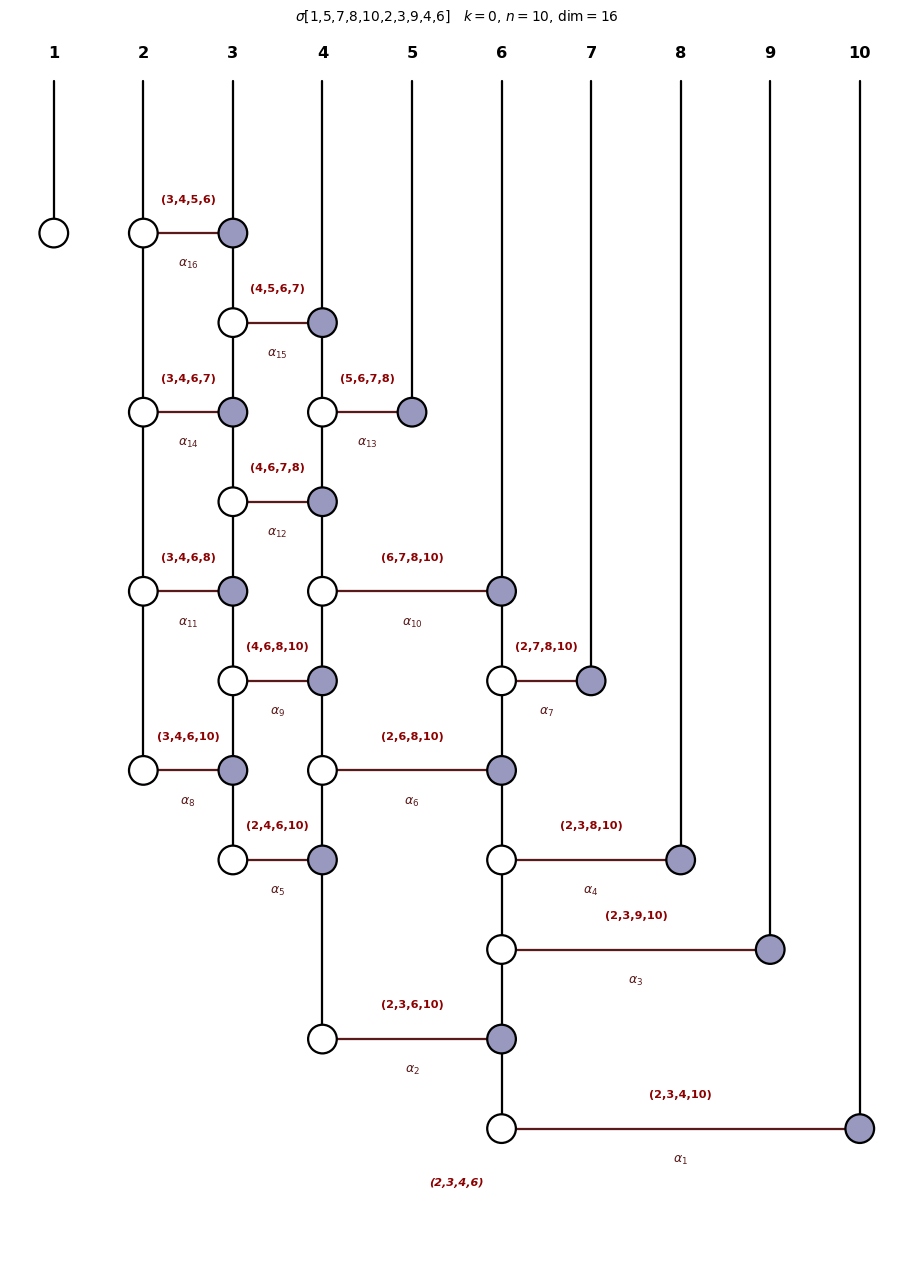 σ[1,5,7,8,10,2,3,9,4,6] k=0, n=10, dim=16
1 2 3 4 5 6 7 8 9 10
(3,4,5,6)
α₁₆
(4,5,6,7)
α₁₅
(3,4,6,7) (5,6,7,8)
α₁₄ α₁₃
(4,6,7,8)
α₁₂
(3,4,6,8) (6,7,8,10)
α₁₁ α₁₀
(4,6,8,10) (2,7,8,10)
α₉ α₇
(3,4,6,10) (2,6,8,10)
α₈ α₆
(2,4,6,10) (2,3,8,10)
α₅ α₄
(2,3,9,10)
α₃
(2,3,6,10)
α₂
(2,3,4,10)
α₁
(2,3,4,6)